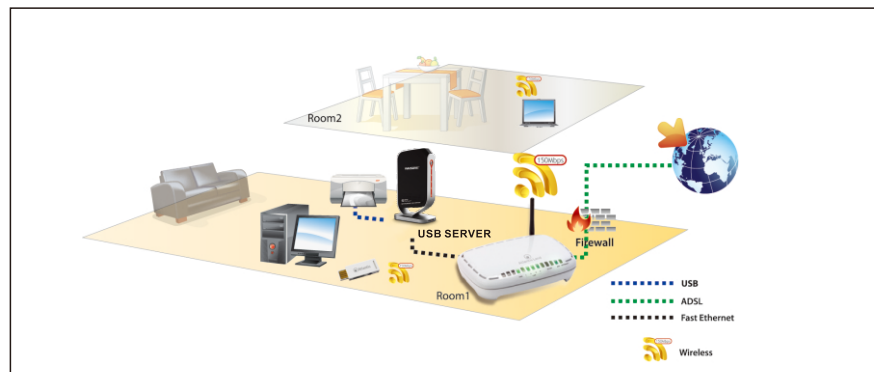 Room2
150Mbps
USB SERVER
Firewall
Room1
USB
ADSL
Fast Ethernet
Wireless